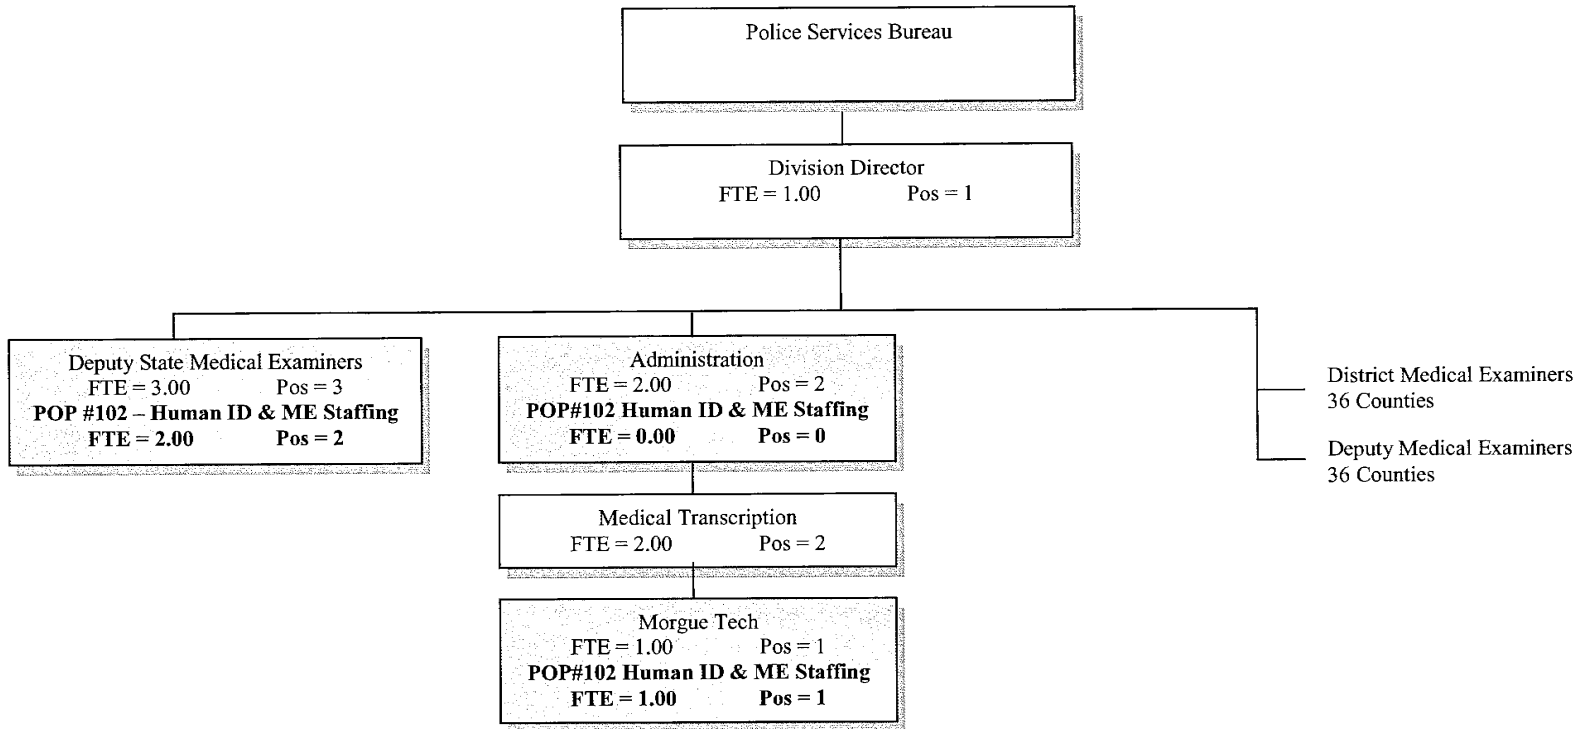 Police Services Bureau
Division Director
FTE = 1.00 Pos = 1
Deputy State Medical Examiners
FTE = 3.00 Pos = 3
POP #102 – Human ID & ME Staffing
FTE = 2.00 Pos = 2
Administration
FTE = 2.00 Pos = 2
POP#102 Human ID & ME Staffing
FTE = 0.00 Pos = 0
Medical Transcription
FTE = 2.00 Pos = 2
Morgue Tech
FTE = 1.00 Pos = 1
POP#102 Human ID & ME Staffing
FTE = 1.00 Pos = 1
District Medical Examiners
36 Counties
Deputy Medical Examiners
36 Counties